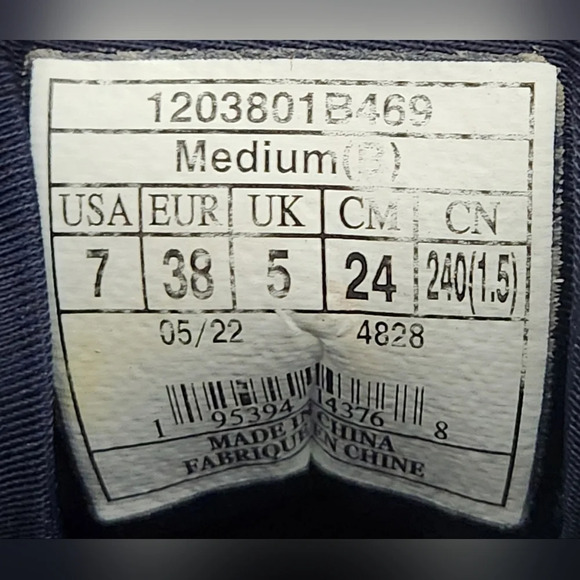 1203801B469
Medium(B)
USA EUR UK CM CN
7 38 5 24 240(1.5)
05/22 4828
1 95394 14376 8
MADE IN CHINA
FABRIQUE EN CHINE